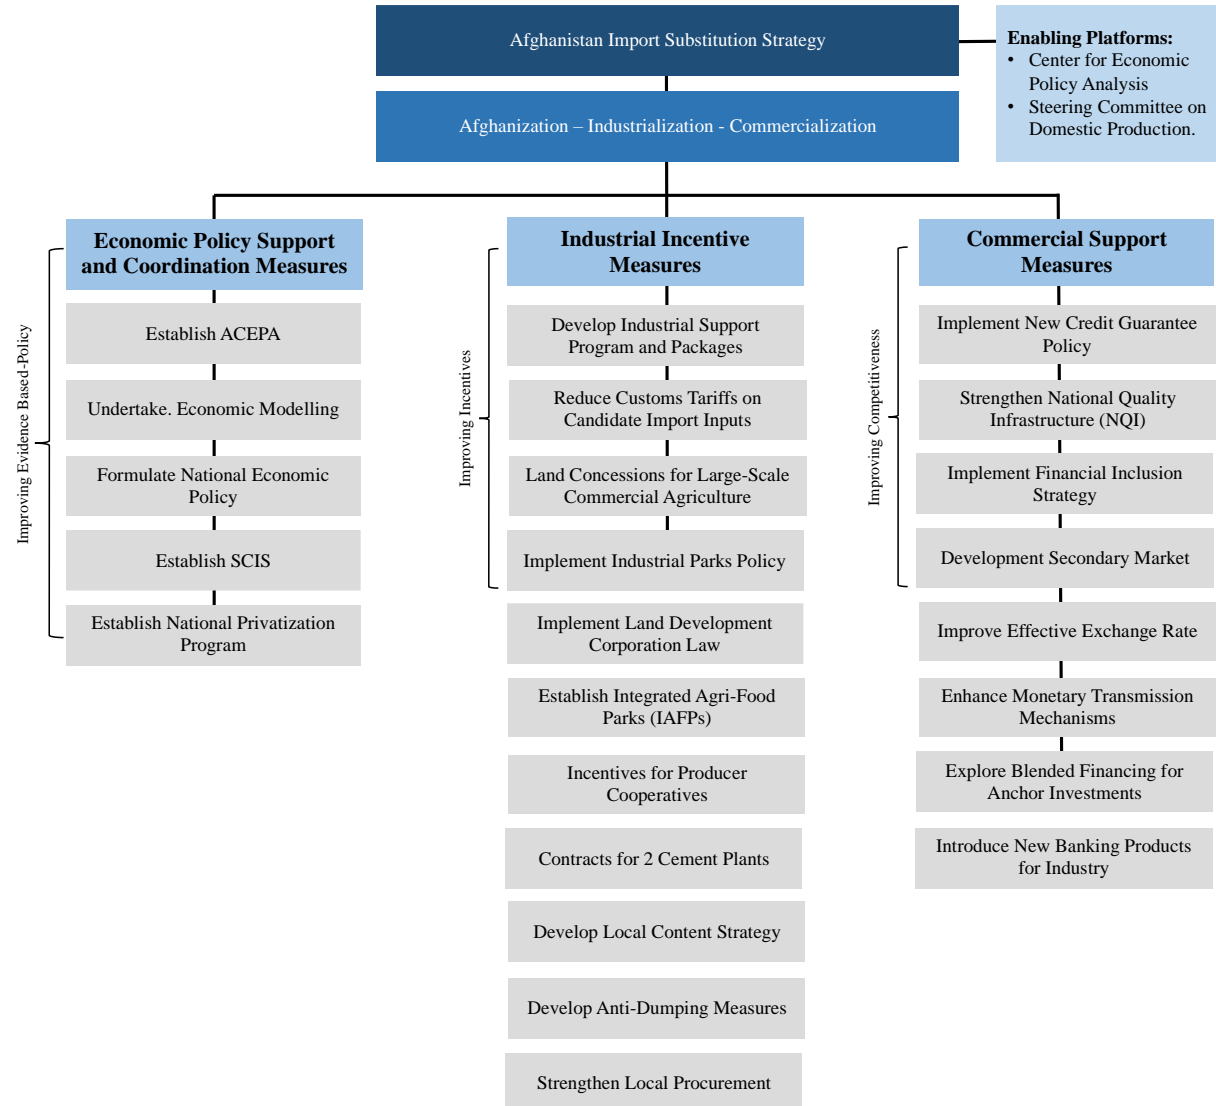 Afghanistan Import Substitution Strategy
Enabling Platforms:
• Center for Economic
Policy Analysis
• Steering Committee on
Domestic Production.
Afghanization – Industrialization - Commercialization
Improving Evidence Based-Policy
Economic Policy Support
and Coordination Measures
Establish ACEPA
Undertake. Economic Modelling
Formulate National Economic
Policy
Establish SCIS
Establish National Privatization
Program
Improving Incentives
Industrial Incentive
Measures
Develop Industrial Support
Program and Packages
Reduce Customs Tariffs on
Candidate Import Inputs
Land Concessions for Large-Scale
Commercial Agriculture
Implement Industrial Parks Policy
Implement Land Development
Corporation Law
Establish Integrated Agri-Food
Parks (IAFPs)
Incentives for Producer
Cooperatives
Contracts for 2 Cement Plants
Develop Local Content Strategy
Develop Anti-Dumping Measures
Strengthen Local Procurement
Improving Competitiveness
Commercial Support
Measures
Implement New Credit Guarantee
Policy
Strengthen National Quality
Infrastructure (NQI)
Implement Financial Inclusion
Strategy
Development Secondary Market
Improve Effective Exchange Rate
Enhance Monetary Transmission
Mechanisms
Explore Blended Financing for
Anchor Investments
Introduce New Banking Products
for Industry